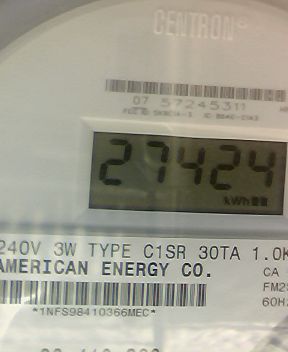 CENTRON®
07 57245311
27424
kWh
240V 3W TYPE C1SR 30TA 1.0K
AMERICAN ENERGY CO.
CA
FM2S
60HZ
*1NFS98410366MEC*